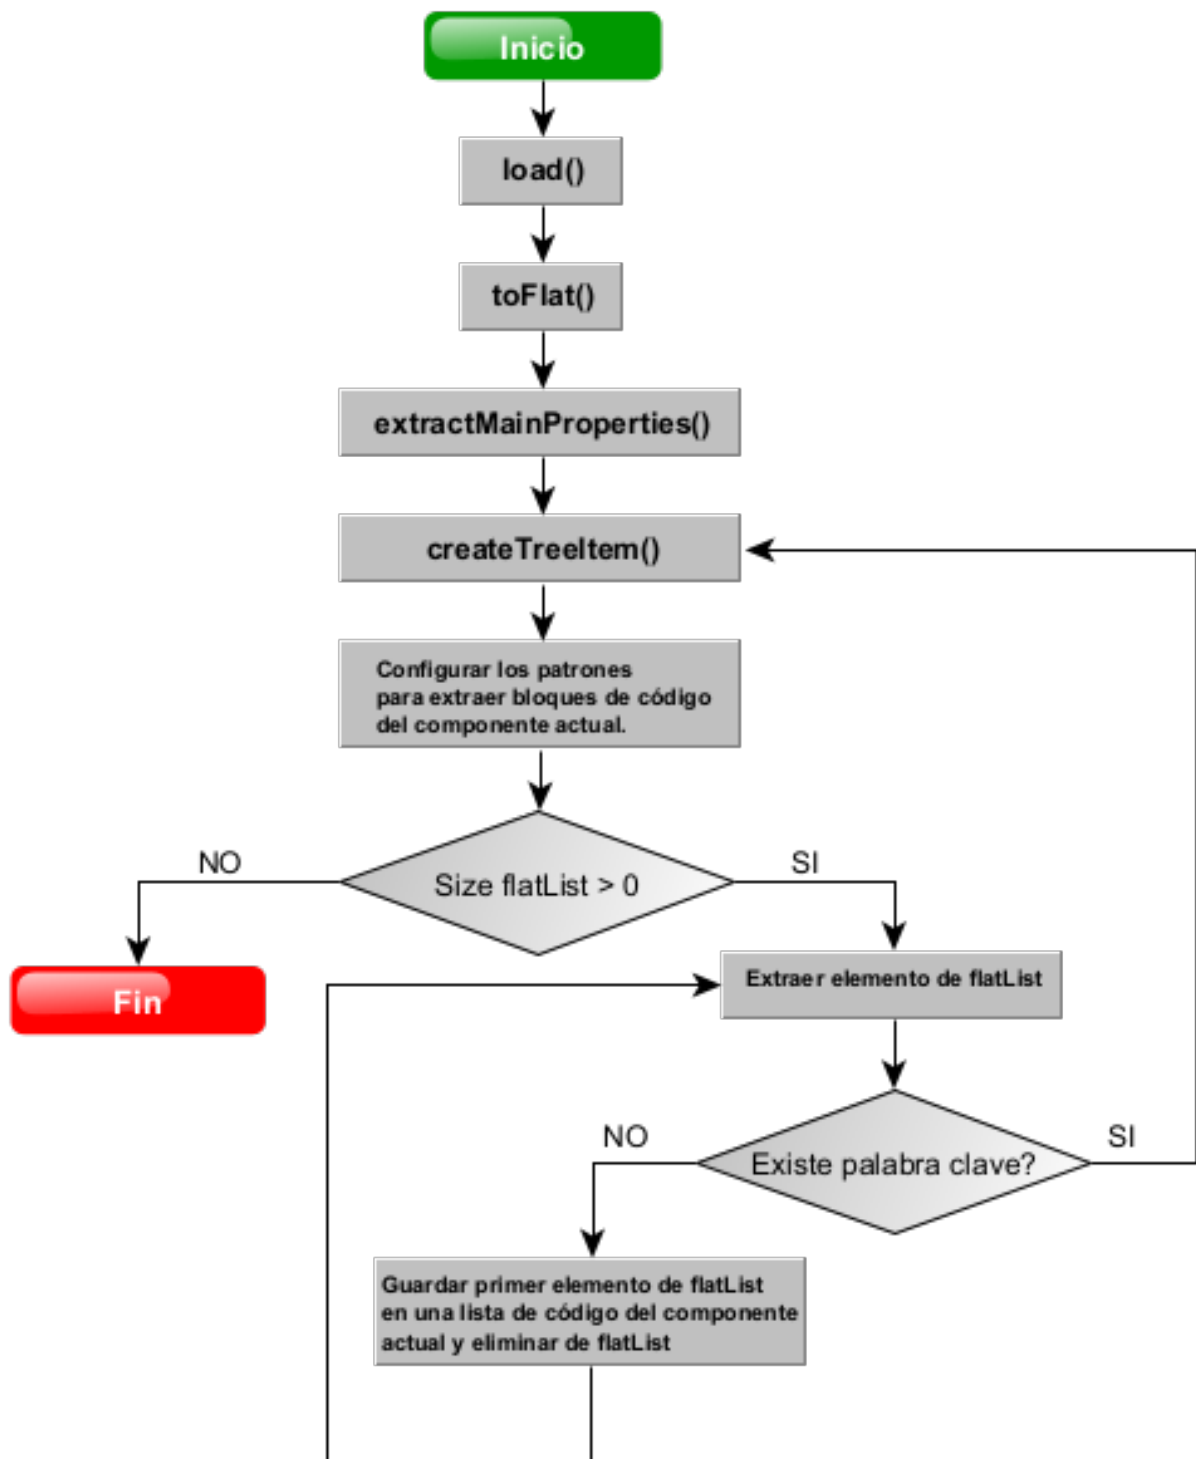 Inicio
load()
toFlat()
extractMainProperties()
createTreeItem()
Configurar los patrones
para extraer bloques de código
del componente actual.
NO
SI
Size flatList > 0
Fin
Extraer elemento de flatList
NO
SI
Existe palabra clave?
Guardar primer elemento de flatList
en una lista de código del componente
actual y eliminar de flatList